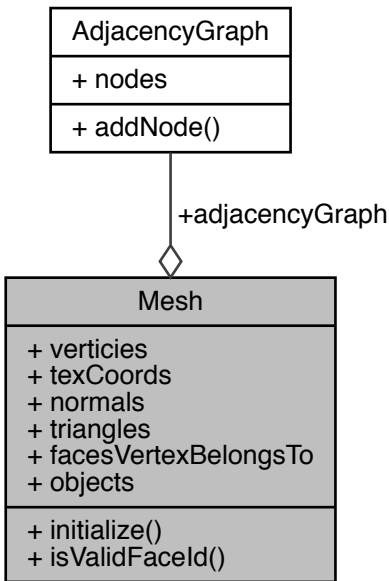 AdjacencyGraph
+ nodes
+ addNode()
+adjacencyGraph
Mesh
+ verticies
+ texCoords
+ normals
+ triangles
+ facesVertexBelongsTo
+ objects
+ initialize()
+ isValidFaceId()